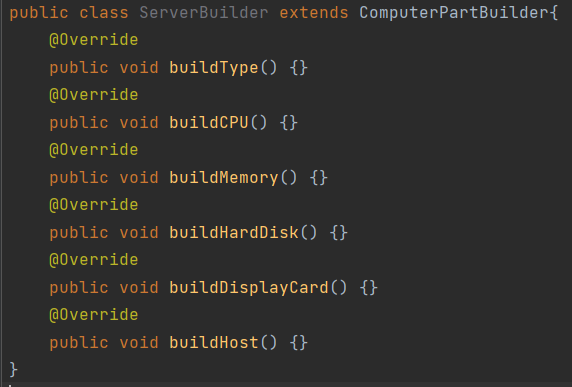 public class ServerBuilder extends ComputerPartBuilder{
    @Override
    public void buildType() {}
    @Override
    public void buildCPU() {}
    @Override
    public void buildMemory() {}
    @Override
    public void buildHardDisk() {}
    @Override
    public void buildDisplayCard() {}
    @Override
    public void buildHost() {}
}